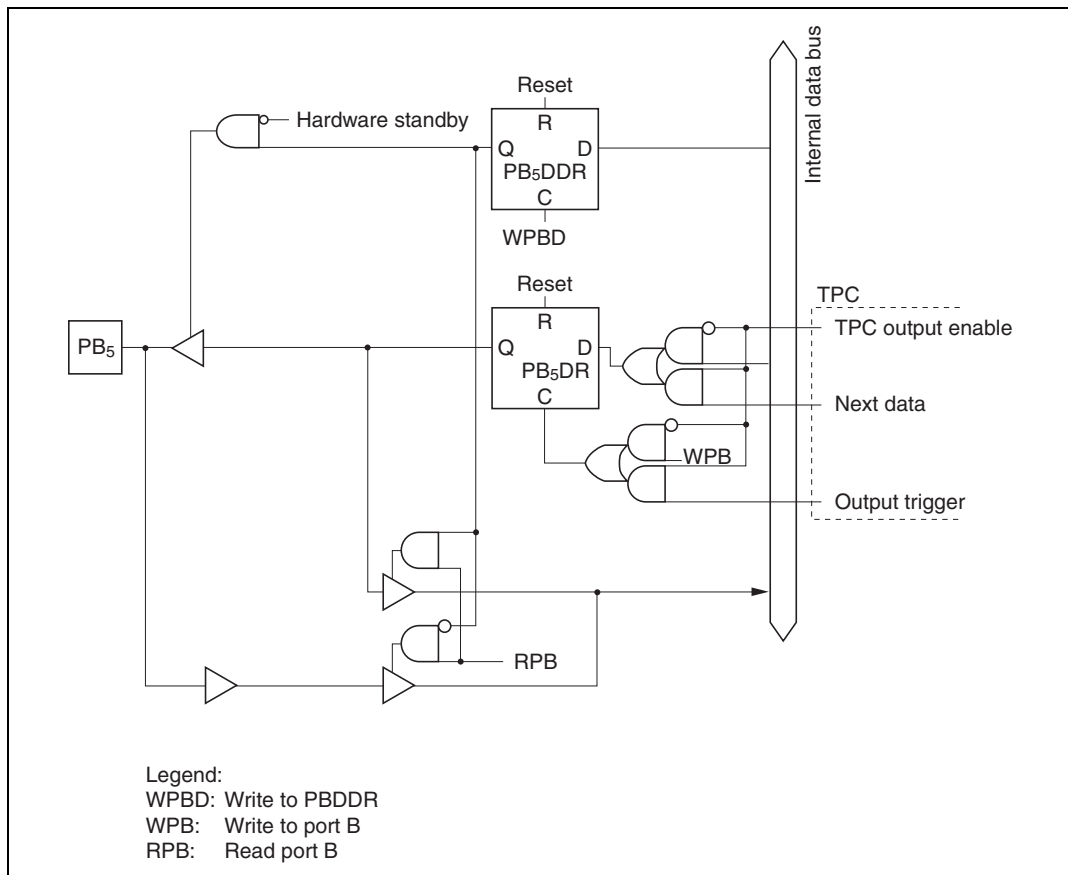 Reset
Internal data bus
Hardware standby
R
Q D
PB₅DDR
C
WPBD
Reset
TPC
R
TPC output enable
PB₅
Q D
PB₅DR
C
Next data
WPB
Output trigger
RPB
Legend:
WPBD: Write to PBDDR
WPB: Write to port B
RPB: Read port B